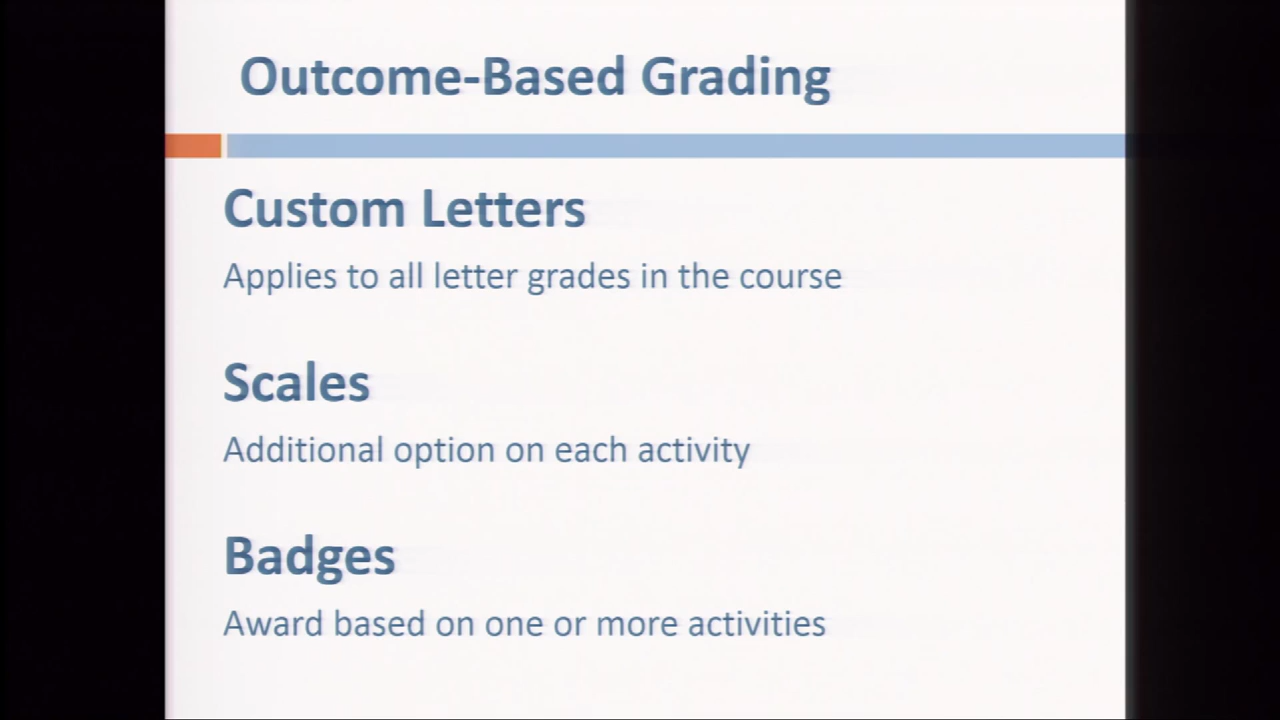 Outcome-Based Grading
Custom Letters
Applies to all letter grades in the course
Scales
Additional option on each activity
Badges
Award based on one or more activities